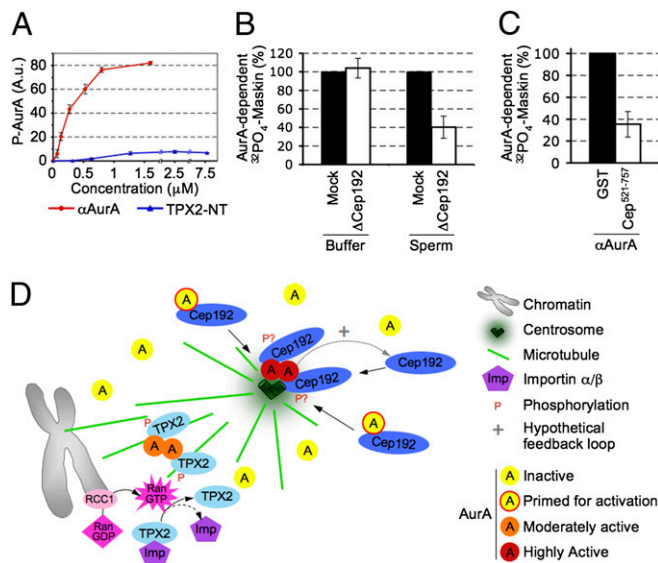 A
P-AurA (A.u.)
80
60
40
20
0
0 0.5 1.0 1.5 2.5 7.5
Concentration (µM)
αAurA TPX2-NT
B
AurA-dependent
³²PO₄-Maskin (%)
120
100
80
60
40
20
0
Mock
ΔCep192
Mock
ΔCep192
Buffer Sperm
C
AurA-dependent
³²PO₄-Maskin (%)
100
80
60
40
20
0
GST
Cep⁵²¹⁻⁷⁵⁷
αAurA
D
A
Cep192
A
A
A
A
P?
Cep192
A A
Cep192
P?
+
Cep192
A
Cep192
A
A
A
P
TPX2
A A
TPX2
P
RCC1
Ran
GTP
Ran
GDP
TPX2
Imp
TPX2
Imp
Chromatin
Centrosome
Microtubule
Imp Importin α/β
P Phosphorylation
+ Hypothetical
feedback loop
AurA
A Inactive
A Primed for activation
A Moderately active
A Highly Active